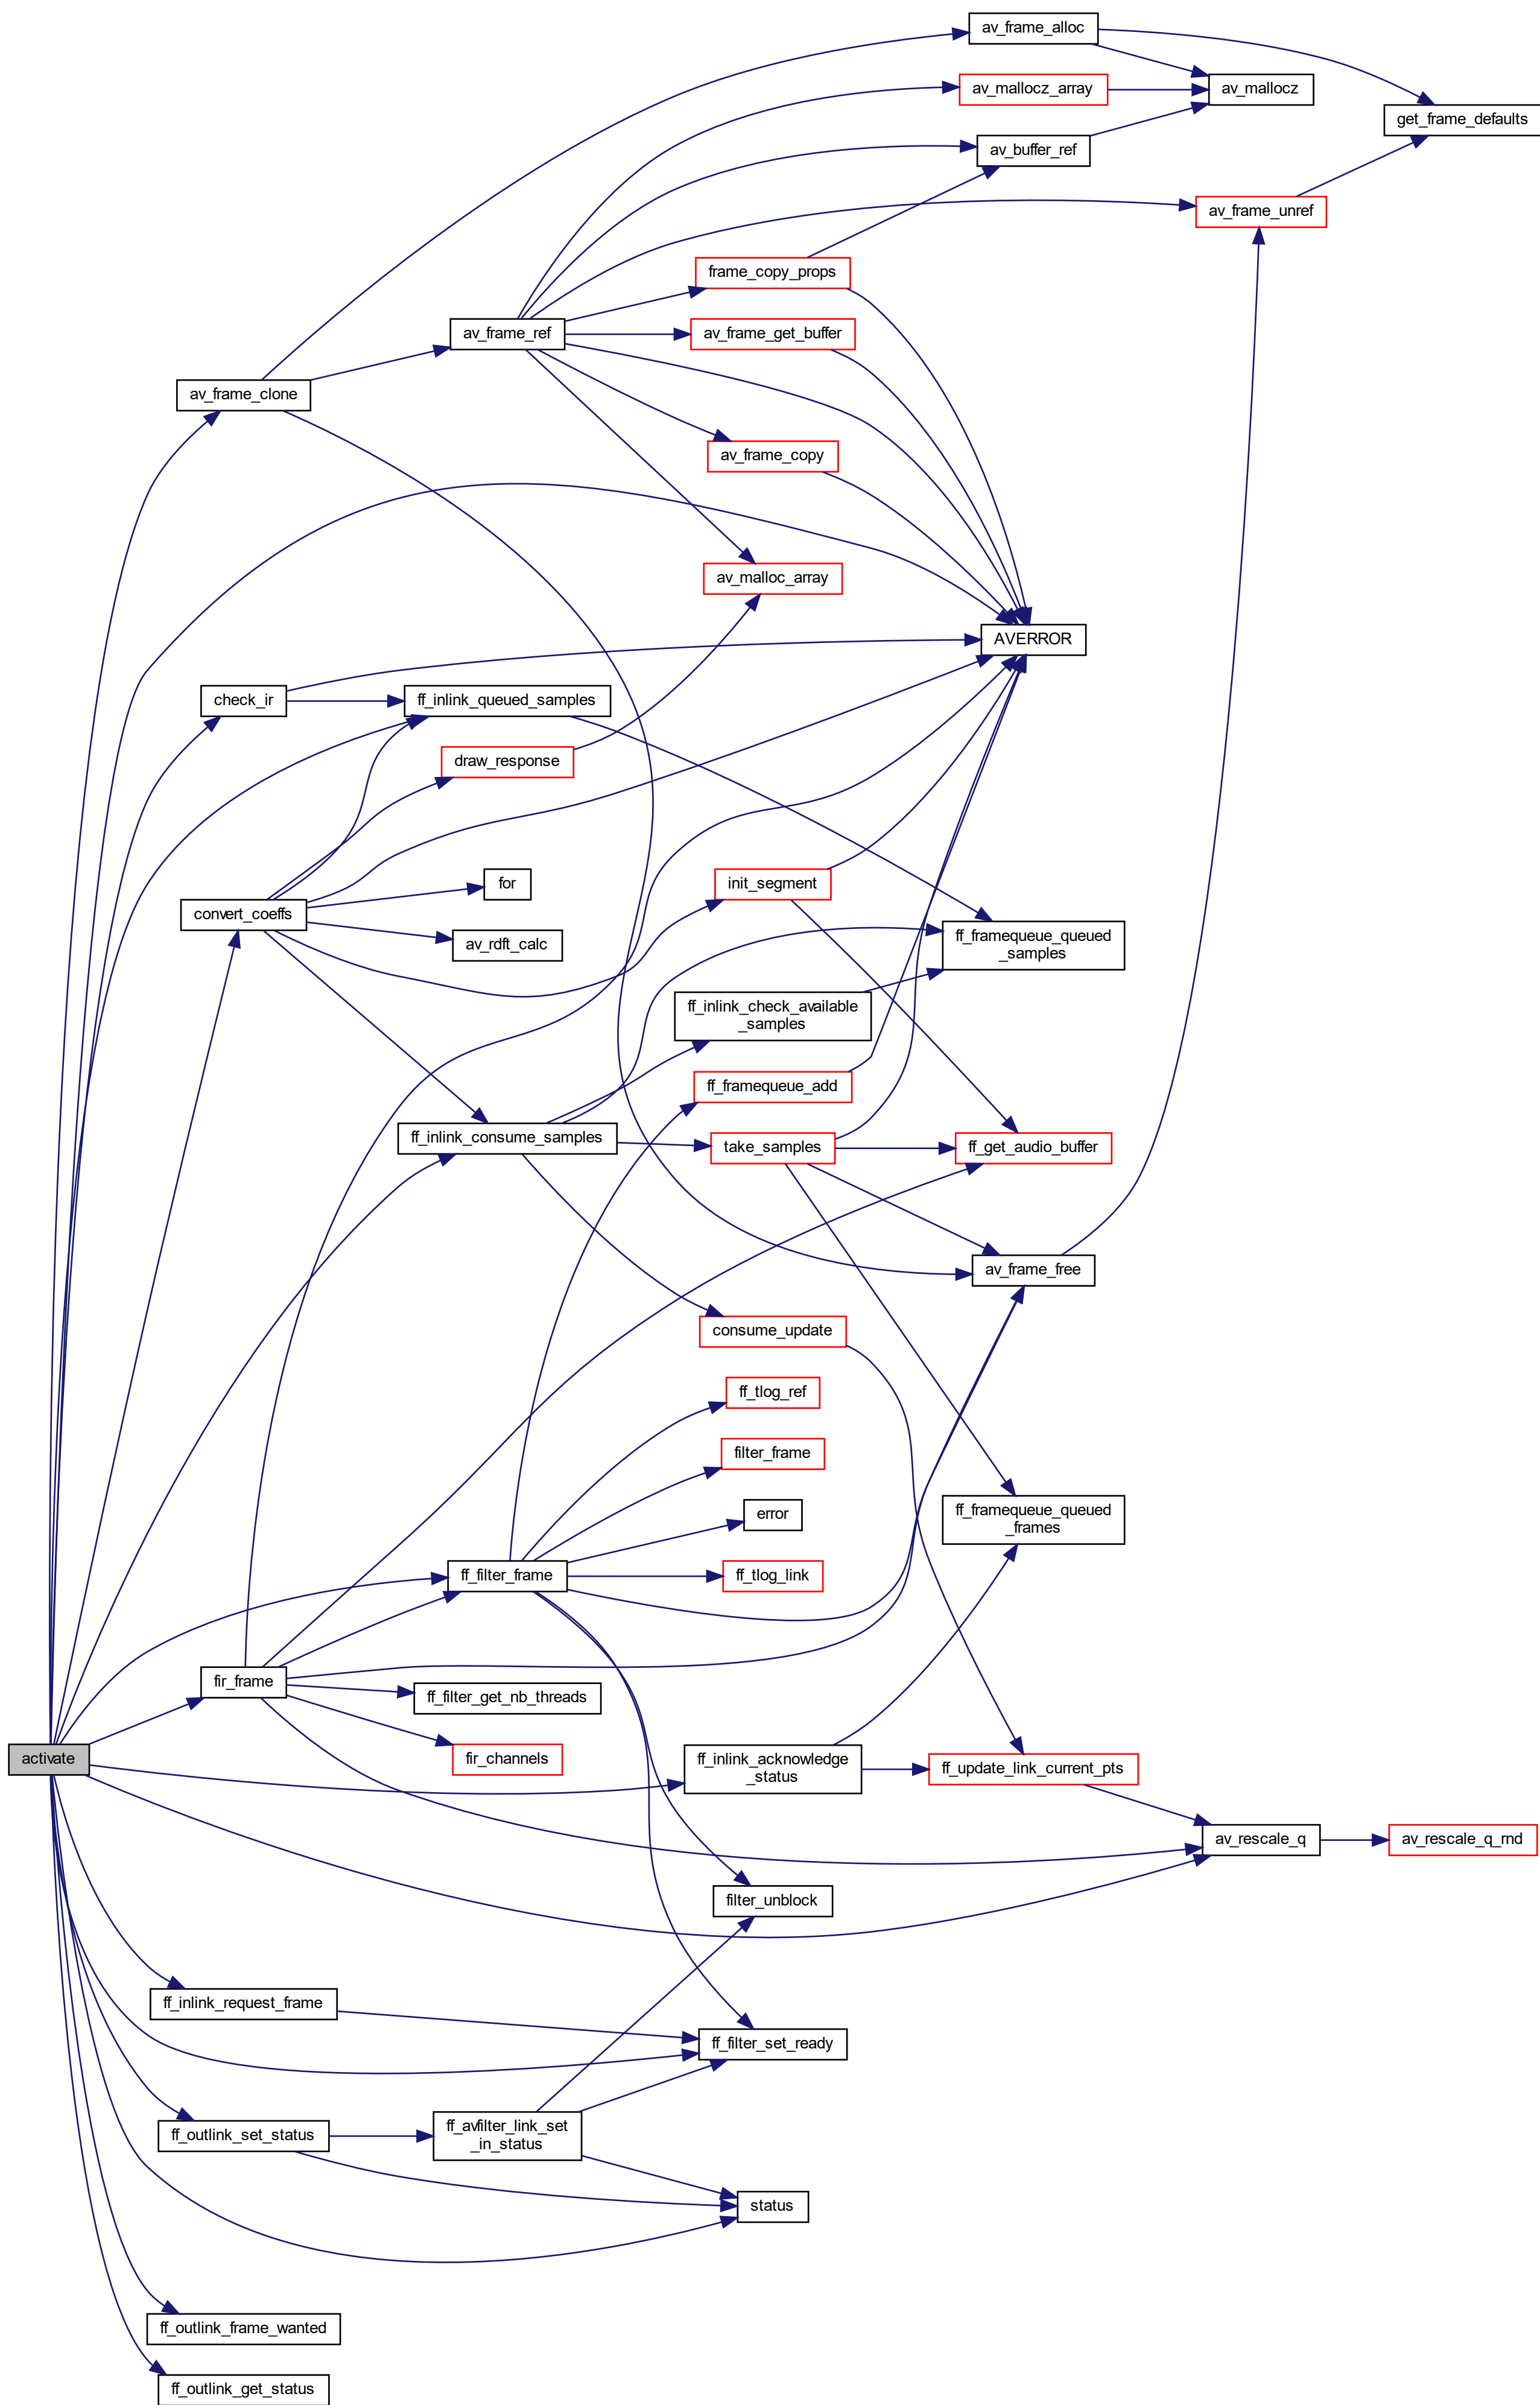 av_frame_alloc
av_mallocz_array
av_mallocz
get_frame_defaults
av_buffer_ref
av_frame_unref
frame_copy_props
av_frame_ref
av_frame_get_buffer
av_frame_clone
av_frame_copy
av_malloc_array
AVERROR
check_ir
ff_inlink_queued_samples
draw_response
for
init_segment
convert_coeffs
av_rdft_calc
ff_framequeue_queued
_samples
ff_inlink_check_available
_samples
ff_framequeue_add
ff_inlink_consume_samples
take_samples
ff_get_audio_buffer
av_frame_free
consume_update
ff_tlog_ref
filter_frame
error
ff_framequeue_queued
_frames
ff_filter_frame
ff_tlog_link
fir_frame
ff_filter_get_nb_threads
activate
fir_channels
ff_inlink_acknowledge
_status
ff_update_link_current_pts
av_rescale_q
av_rescale_q_rnd
filter_unblock
ff_inlink_request_frame
ff_filter_set_ready
ff_outlink_set_status
ff_avfilter_link_set
_in_status
status
ff_outlink_frame_wanted
ff_outlink_get_status